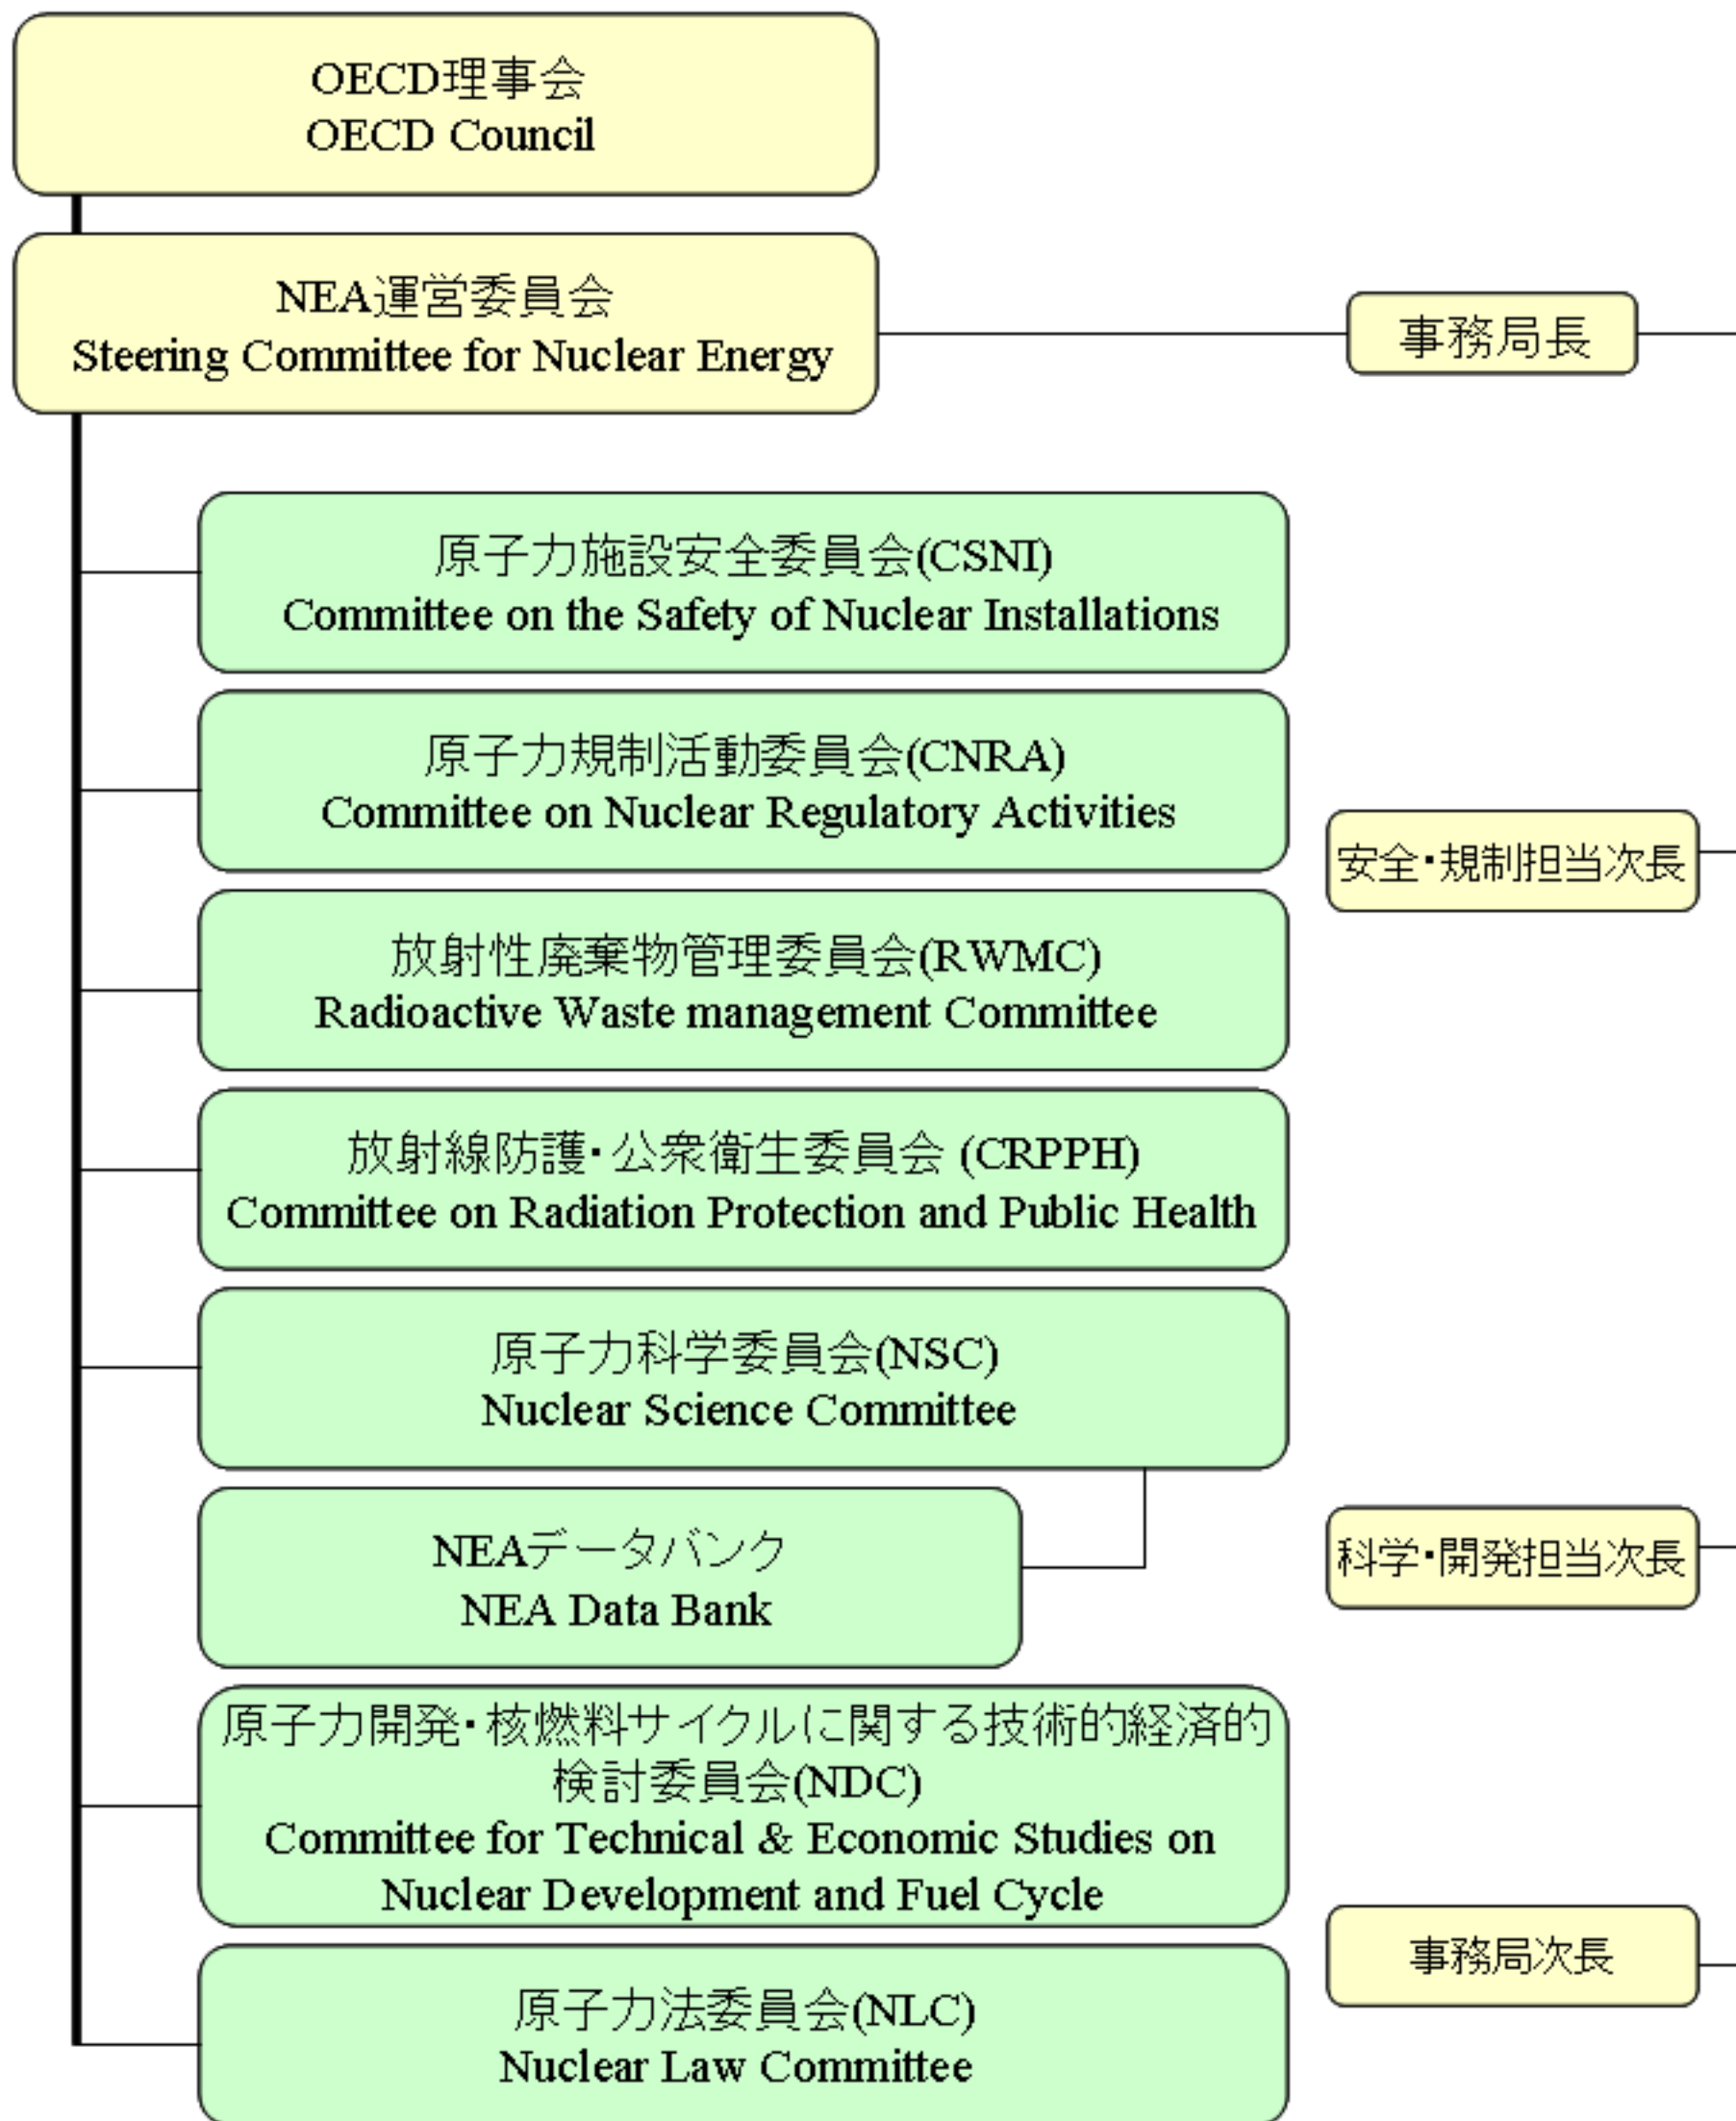 OECD理事会
OECD Council
NEA運営委員会
Steering Committee for Nuclear Energy
事務局長
原子力施設安全委員会(CSNI)
Committee on the Safety of Nuclear Installations
原子力規制活動委員会(CNRA)
Committee on Nuclear Regulatory Activities
安全・規制担当次長
放射性廃棄物管理委員会(RWMC)
Radioactive Waste management Committee
放射線防護・公衆衛生委員会 (CRPPH)
Committee on Radiation Protection and Public Health
原子力科学委員会(NSC)
Nuclear Science Committee
NEAデータバンク
NEA Data Bank
科学・開発担当次長
原子力開発・核燃料サイクルに関する技術的経済的
検討委員会(NDC)
Committee for Technical & Economic Studies on
Nuclear Development and Fuel Cycle
事務局次長
原子力法委員会(NLC)
Nuclear Law Committee